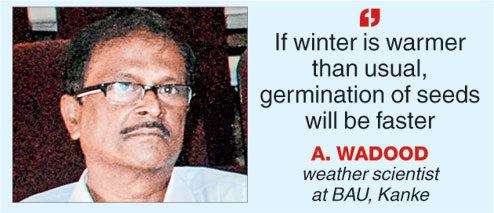 If winter is warmer
than usual,
germination of seeds
will be faster
A. WADOOD
weather scientist
at BAU, Kanke